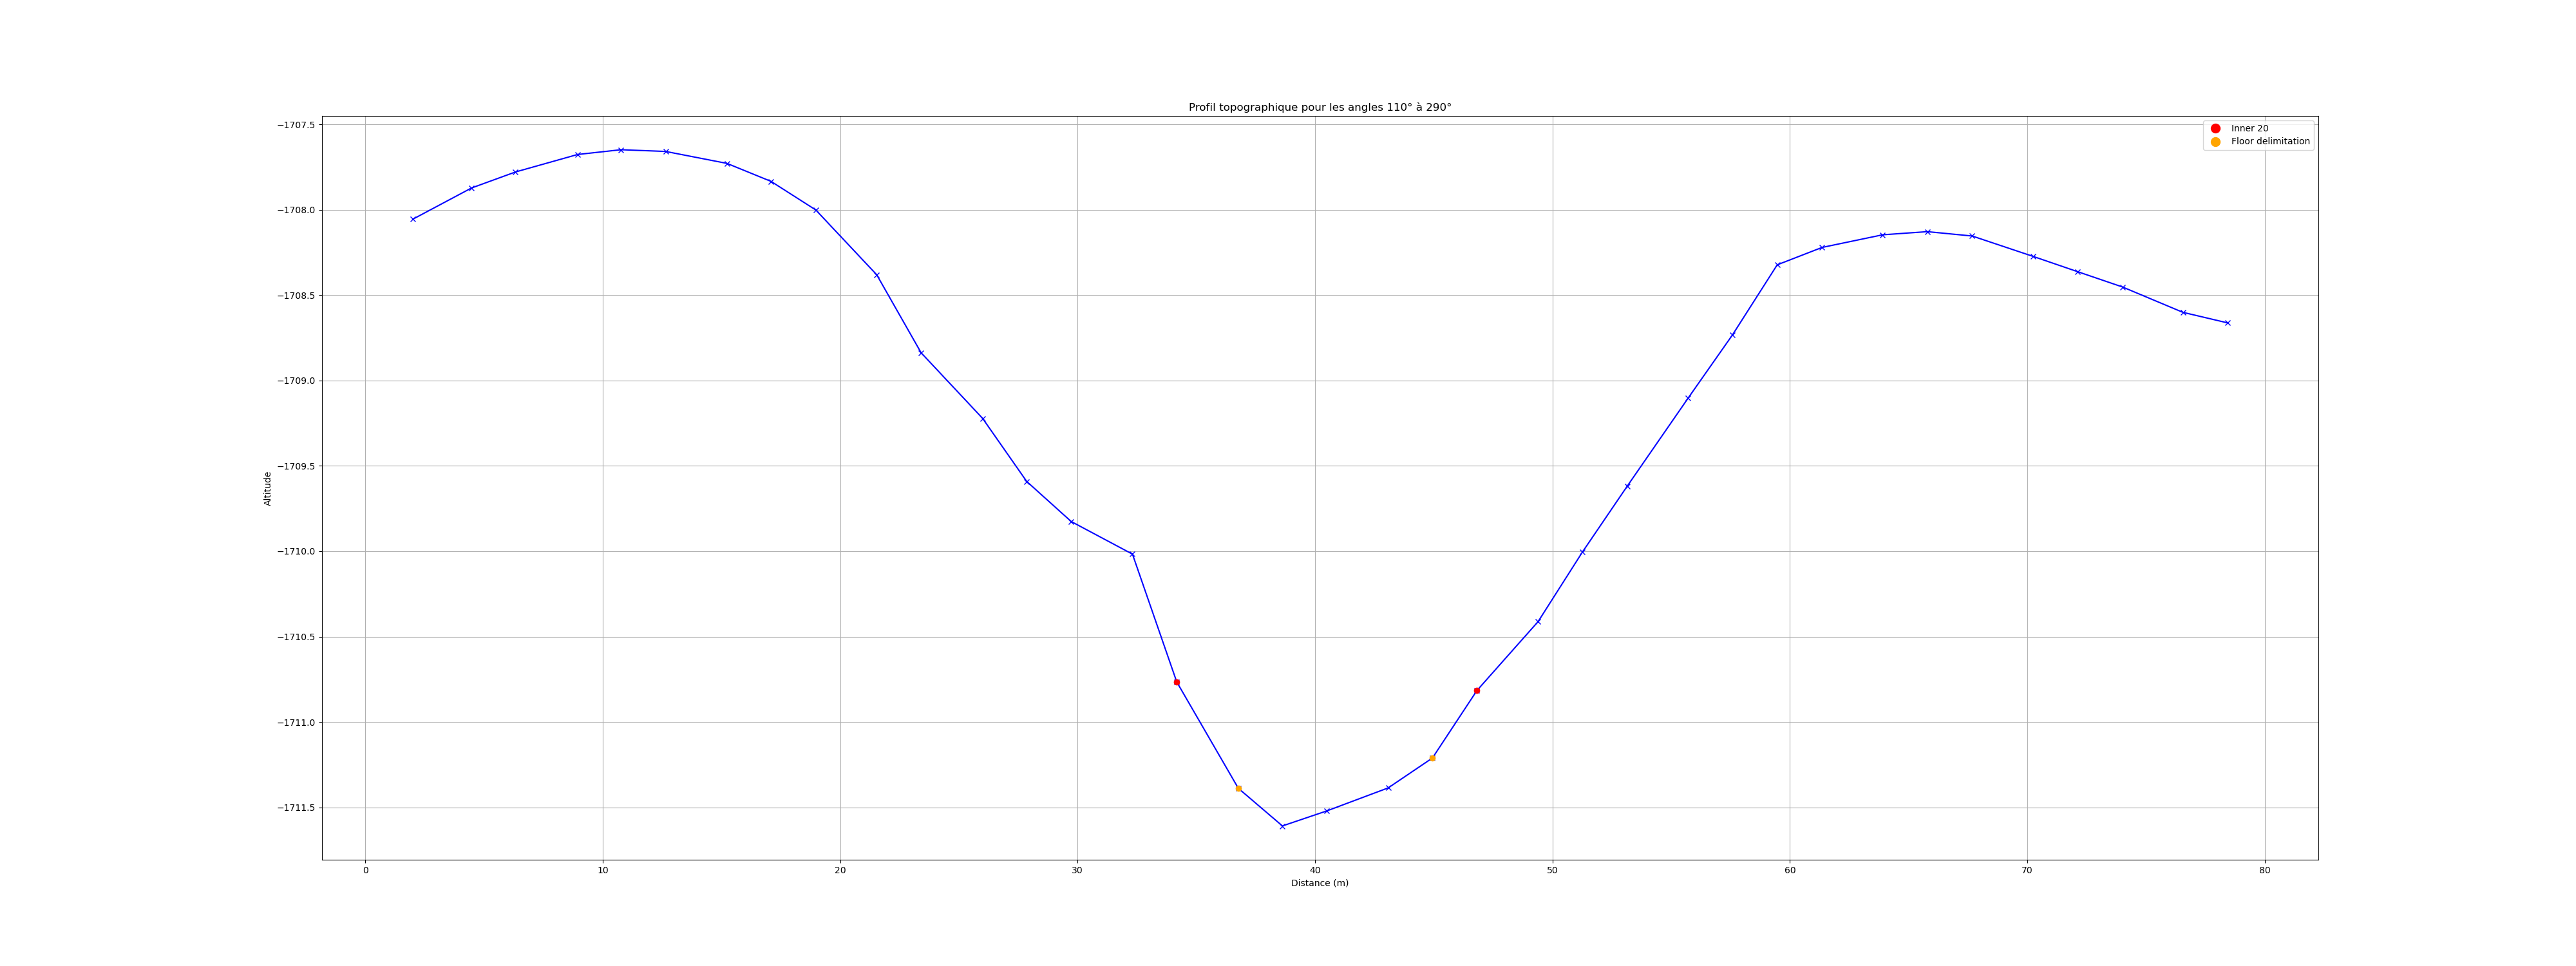 Profil topographique pour les angles 110° à 290°
Inner 20
Floor delimitation
−1707.5
−1708.0
−1708.5
−1709.0
−1709.5
−1710.0
−1710.5
−1711.0
−1711.5
Altitude
0 10 20 30 40 50 60 70 80
Distance (m)